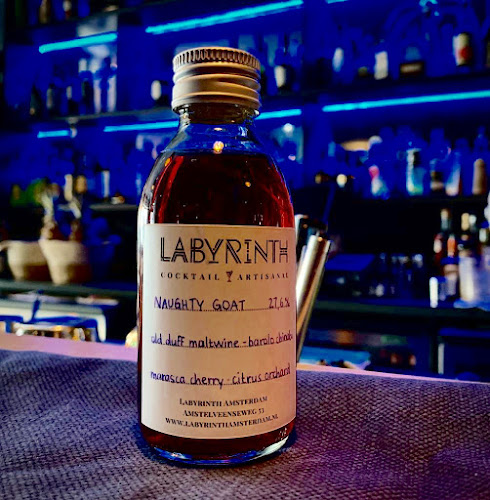 LABYRINTH
COCKTAIL ARTISANAL
NAUGHTY GOAT 27,6%
old duff maltwine - barolo chinato
marasca cherry - citrus orchard
LABYRINTH AMSTERDAM
AMSTELVEENSEWEG 53
WWW.LABYRINTHAMSTERDAM.NL